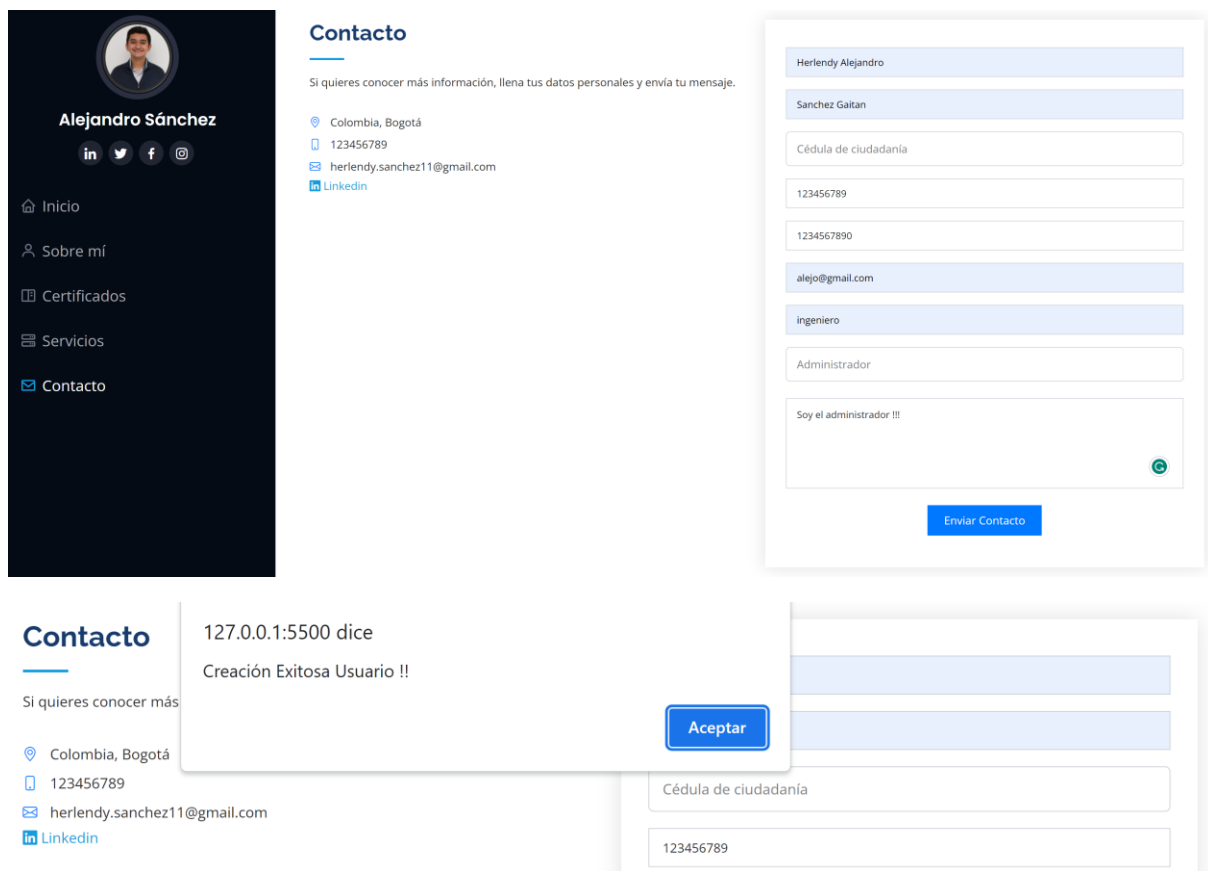 Alejandro Sánchez
in
Inicio
Sobre mí
Certificados
Servicios
Contacto
Contacto
Si quieres conocer más información, llena tus datos personales y envía tu mensaje.
Colombia, Bogotá
123456789
herlendy.sanchez11@gmail.com
in Linkedin
Herlendy Alejandro
Sanchez Gaitan
Cédula de ciudadanía
123456789
1234567890
alejo@gmail.com
ingeniero
Administrador
Soy el administrador !!!
Enviar Contacto
Contacto
Si quieres conocer más
Colombia, Bogotá
123456789
herlendy.sanchez11@gmail.com
in Linkedin
127.0.0.1:5500 dice
Creación Exitosa Usuario !!
Aceptar
Cédula de ciudadanía
123456789